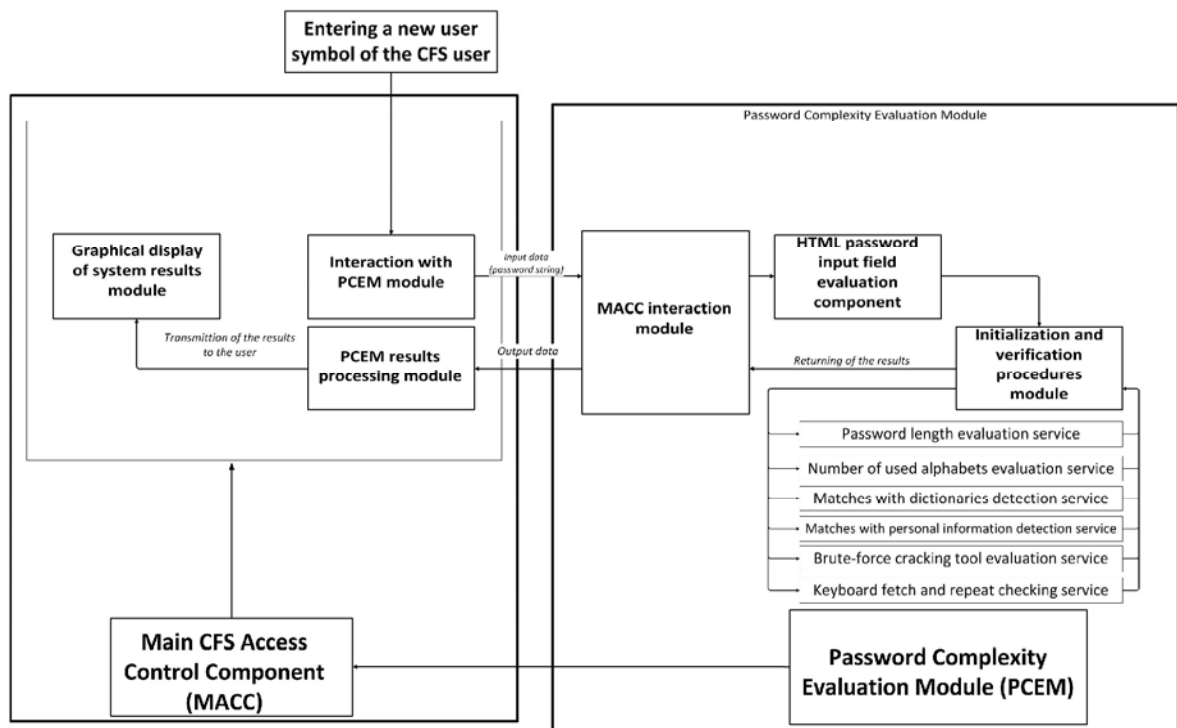 Entering a new user
symbol of the CFS user
Password Complexity Evaluation Module
Graphical display
of system results
module
Interaction with
PCEM module
Input data
(password string)
MACC interaction
module
HTML password
input field
evaluation
component
Transmittion of the results
to the user
PCEM results
processing module
Output data
Returning of the results
Initialization and
verification
procedures
module
Password length evaluation service
Number of used alphabets evaluation service
Matches with dictionaries detection service
Matches with personal information detection service
Brute-force cracking tool evaluation service
Keyboard fetch and repeat checking service
Main CFS Access
Control Component
(MACC)
Password Complexity
Evaluation Module (PCEM)